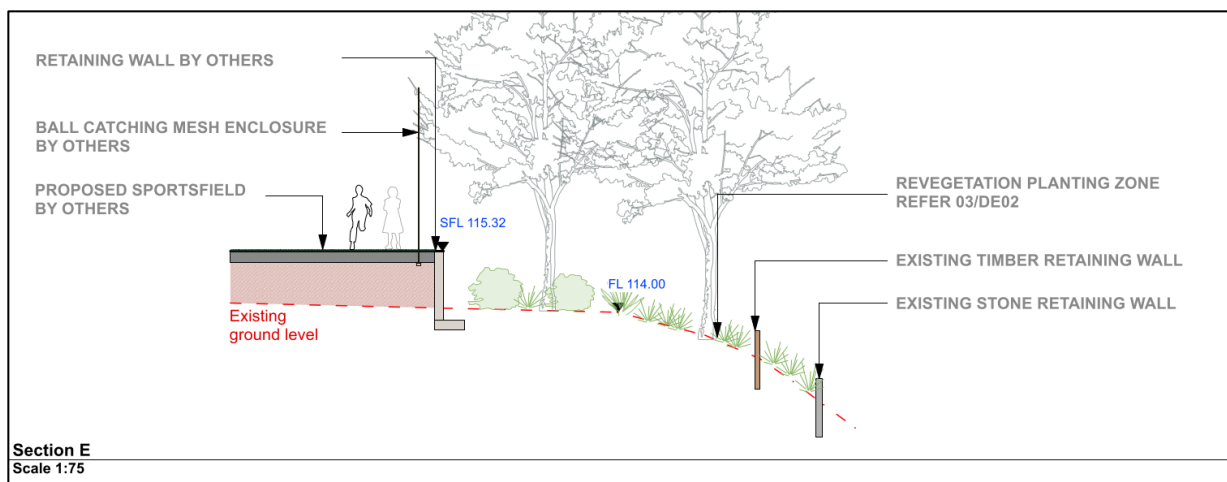 RETAINING WALL BY OTHERS
BALL CATCHING MESH ENCLOSURE
BY OTHERS
PROPOSED SPORTSFIELD
BY OTHERS
SFL 115.32
FL 114.00
Existing
ground level
REVEGETATION PLANTING ZONE
REFER 03/DE02
EXISTING TIMBER RETAINING WALL
EXISTING STONE RETAINING WALL
Section E
Scale 1:75